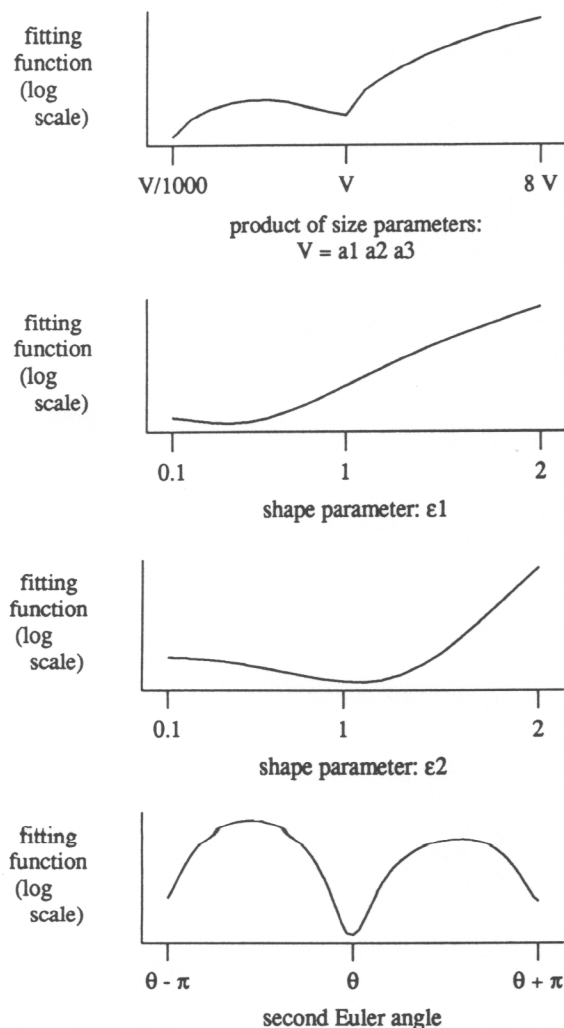 fitting
function
(log
scale)
V/1000 V 8 V
product of size parameters:
V = a1 a2 a3
fitting
function
(log
scale)
0.1 1 2
shape parameter: ε1
fitting
function
(log
scale)
0.1 1 2
shape parameter: ε2
fitting
function
(log
scale)
θ - π θ θ + π
second Euler angle